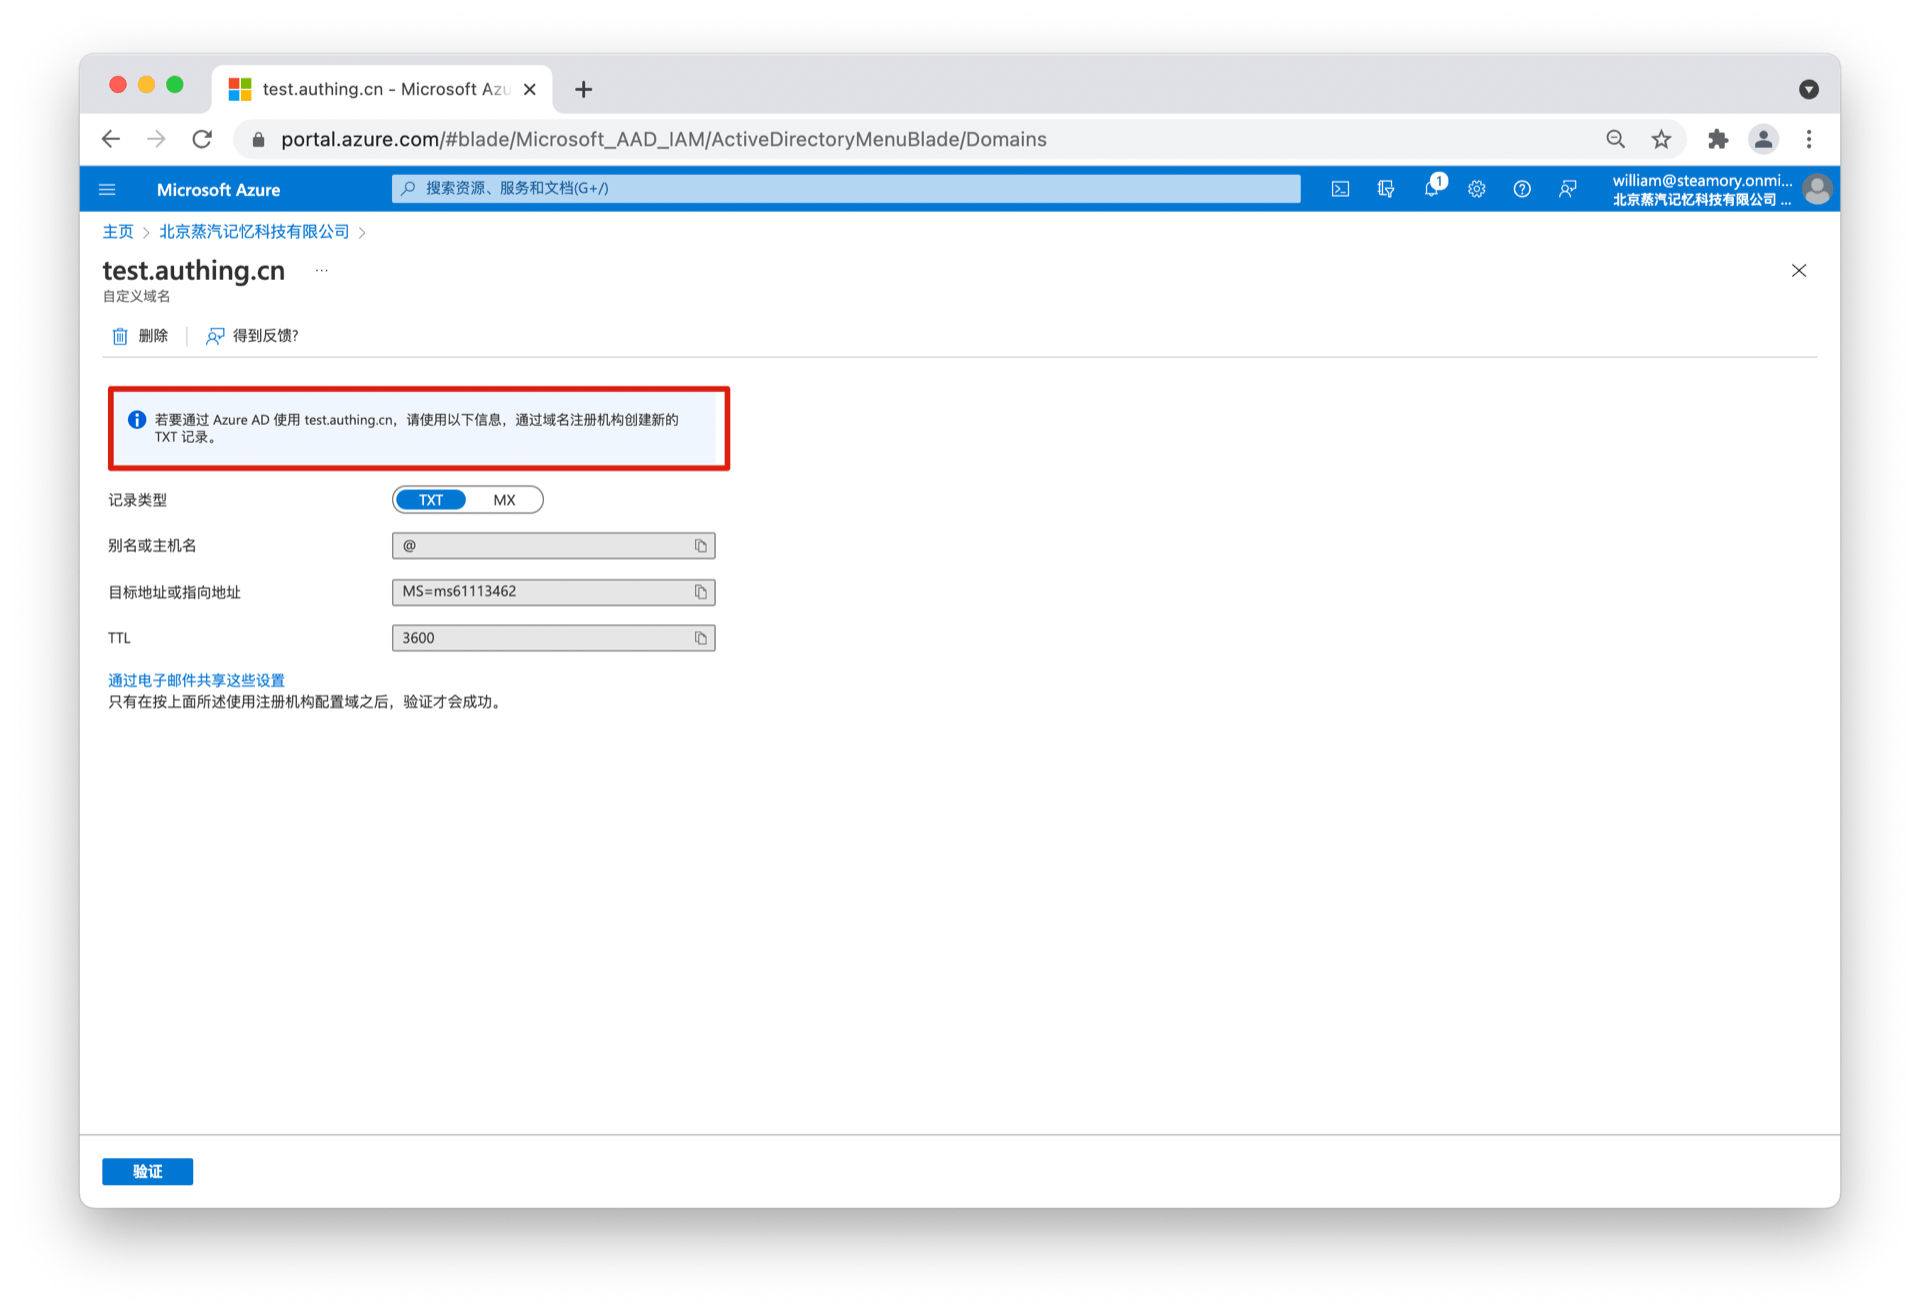 test.authing.cn - Microsoft Azu
portal.azure.com/#blade/Microsoft_AAD_IAM/ActiveDirectoryMenuBlade/Domains
Microsoft Azure
搜索资源、服务和文档(G+/)
1
william@steamory.onmi...
北京蒸汽记忆科技有限公司 ...
主页 > 北京蒸汽记忆科技有限公司 >
test.authing.cn ...
自定义域名
删除
得到反馈?
若要通过 Azure AD 使用 test.authing.cn，请使用以下信息，通过域名注册机构创建新的
TXT 记录。
记录类型
TXT MX
别名或主机名
@
目标地址或指向地址
MS=ms61113462
TTL
3600
通过电子邮件共享这些设置
只有在按上面所述使用注册机构配置域之后，验证才会成功。
验证